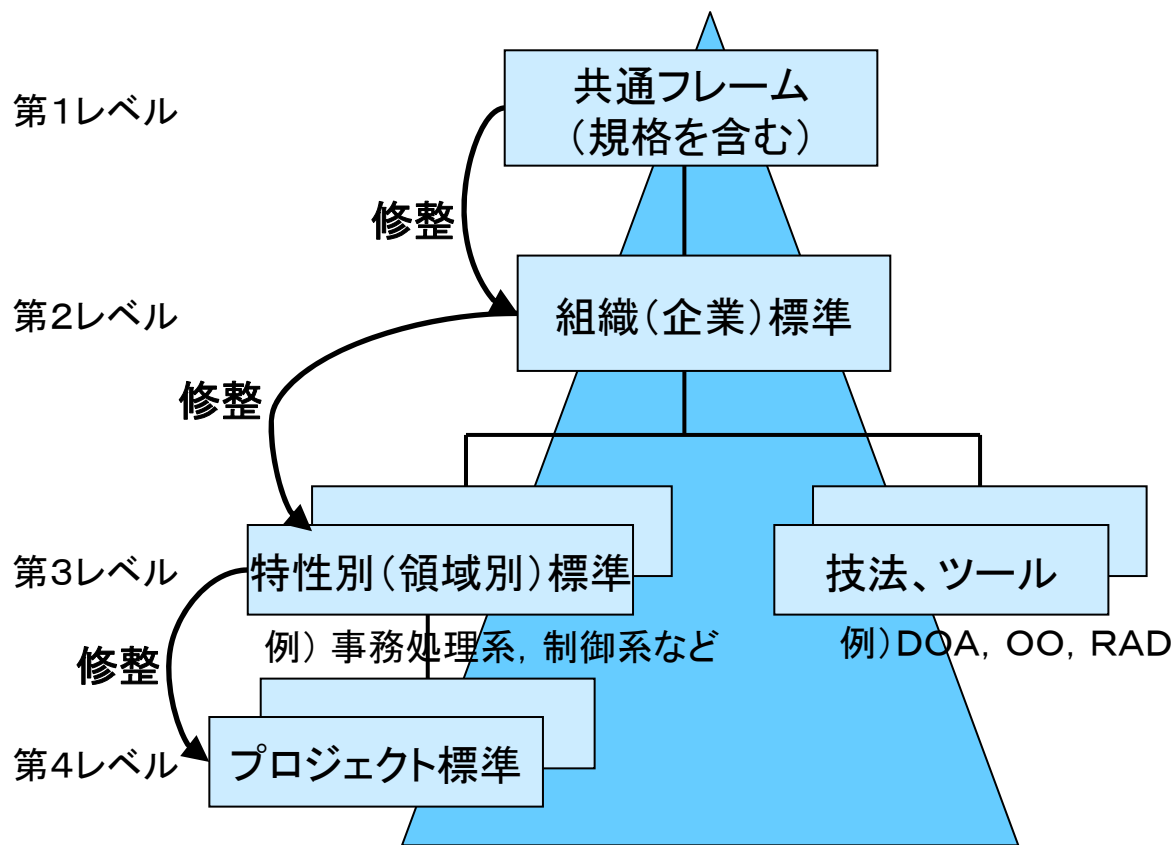 第1レベル
共通フレーム
（規格を含む）
修整
第2レベル
組織（企業）標準
修整
第3レベル
特性別（領域別）標準
技法、ツール
例） 事務処理系, 制御系など
例）DOA, OO, RAD
修整
第4レベル
プロジェクト標準